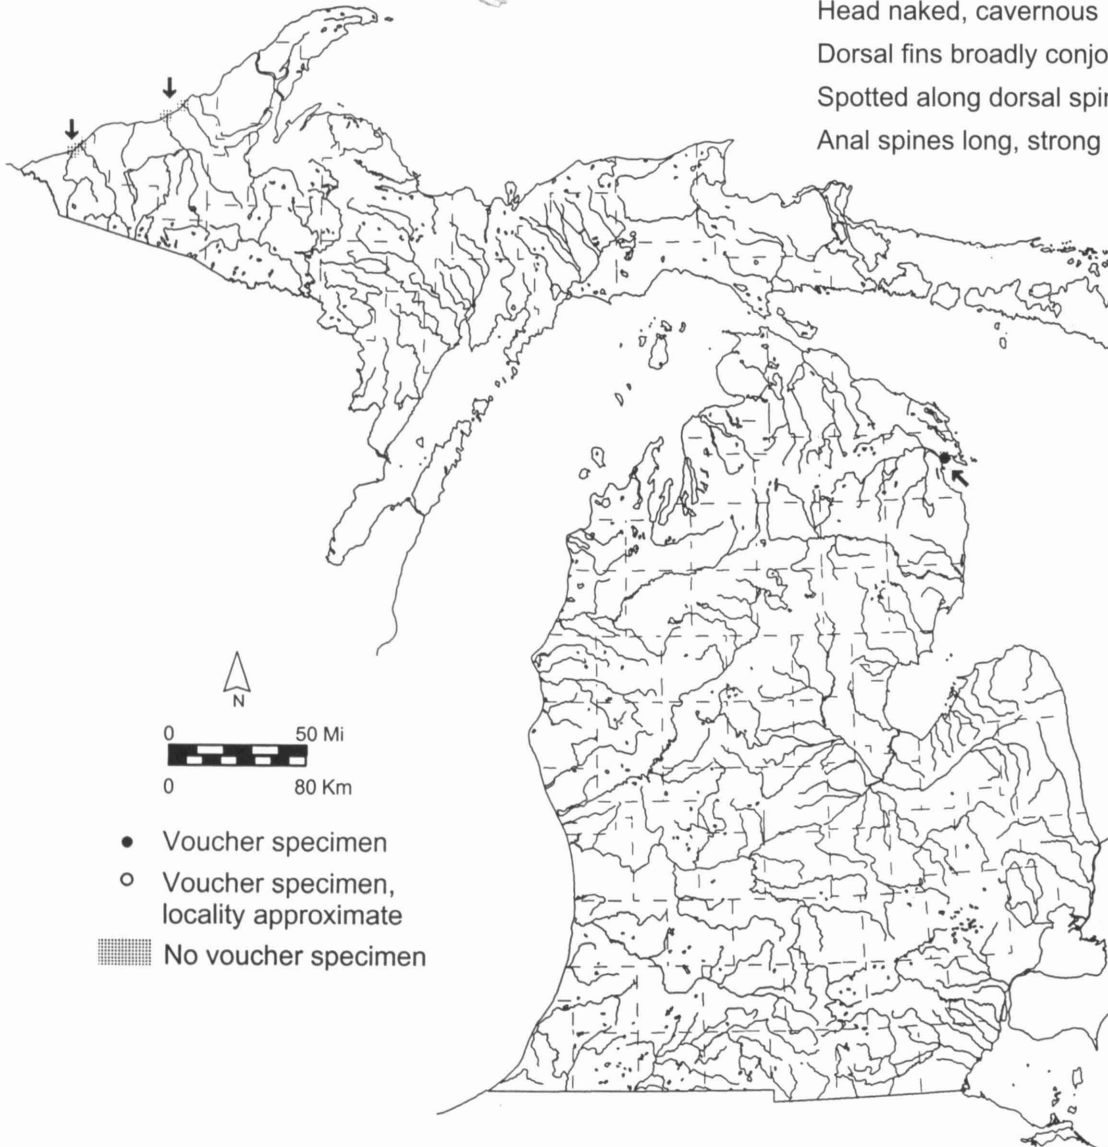 Head naked, cavernous
Dorsal fins broadly conjo
Spotted along dorsal spin
Anal spines long, strong
N
0 50 Mi
0 80 Km
Voucher specimen
Voucher specimen,
locality approximate
No voucher specimen